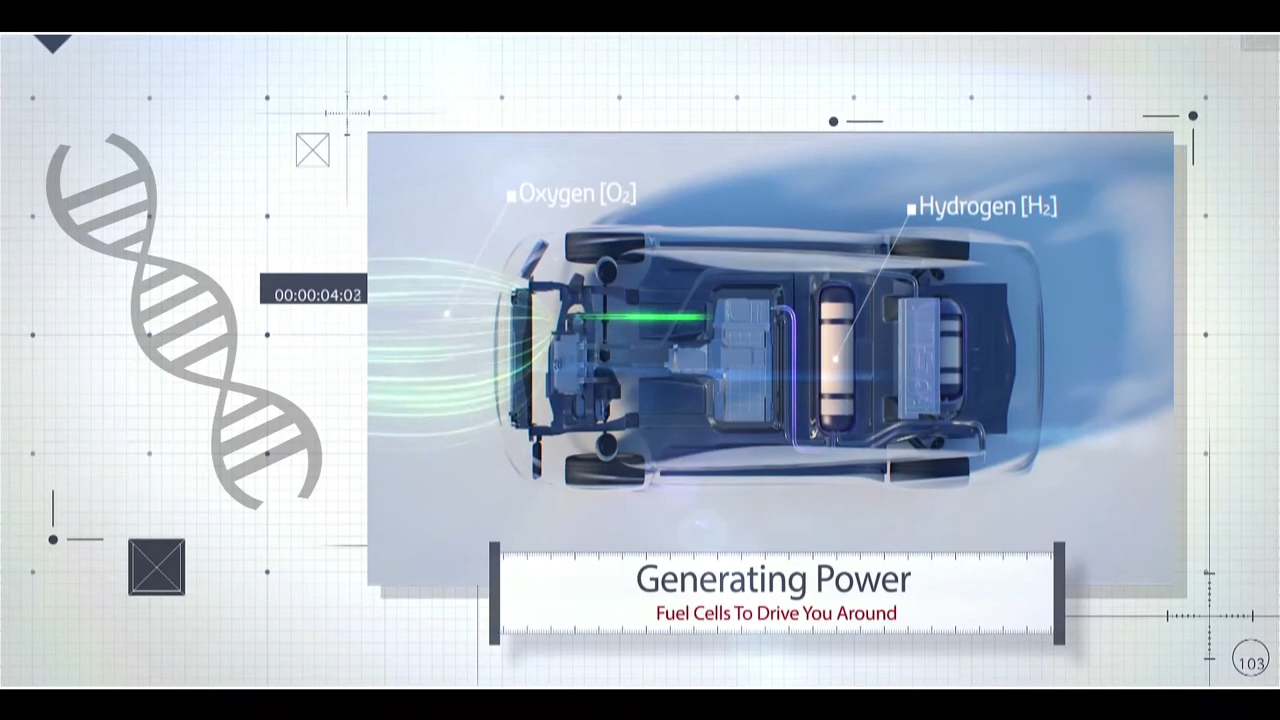 Oxygen [O₂]
Hydrogen [H₂]
00:00:04:02
Generating Power
Fuel Cells To Drive You Around
103